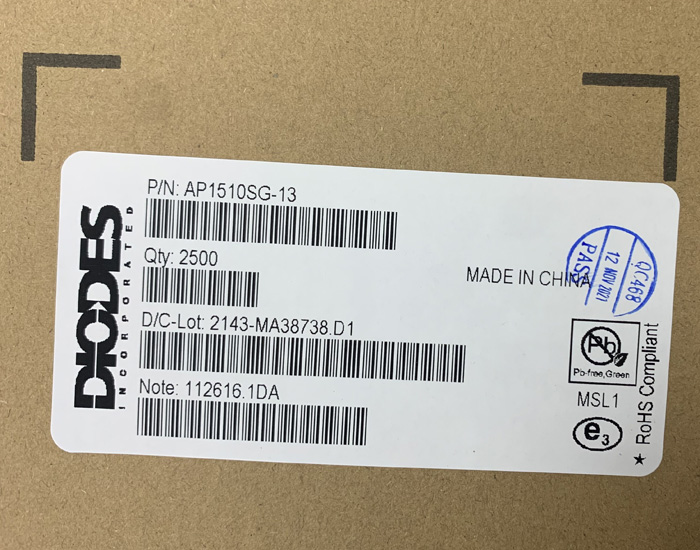 DIODES
INCORPORATED
P/N: AP1510SG-13
Qty: 2500
D/C-Lot: 2143-MA38738.D1
Note: 112616.1DA
MADE IN CHINA
QC468
12 NOV 2021
PASS
Pb
Pb-free,Green
MSL1
e3
★ RoHS Compliant